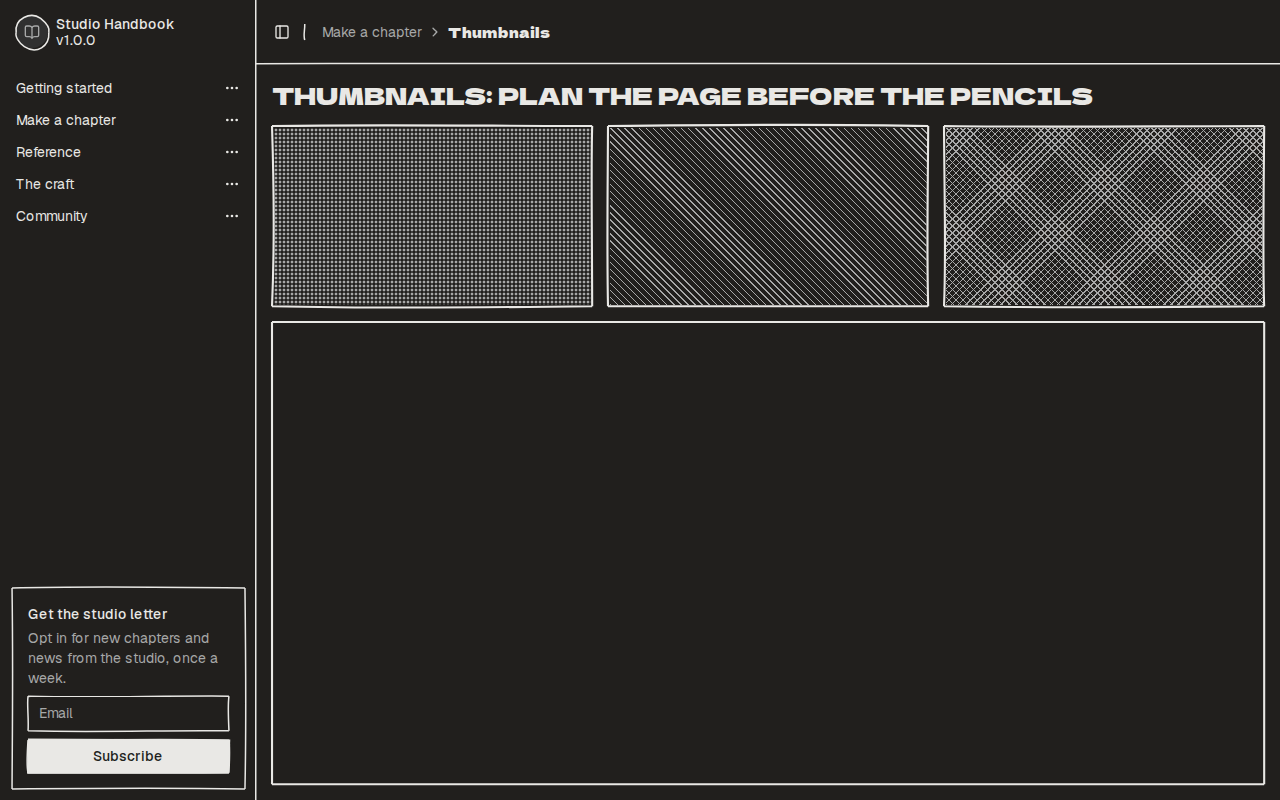 Studio Handbook
v1.0.0
Getting started
Make a chapter
Reference
The craft
Community
Get the studio letter
Opt in for new chapters and
news from the studio, once a
week.
Email
Subscribe
Make a chapter > Thumbnails
THUMBNAILS: PLAN THE PAGE BEFORE THE PENCILS